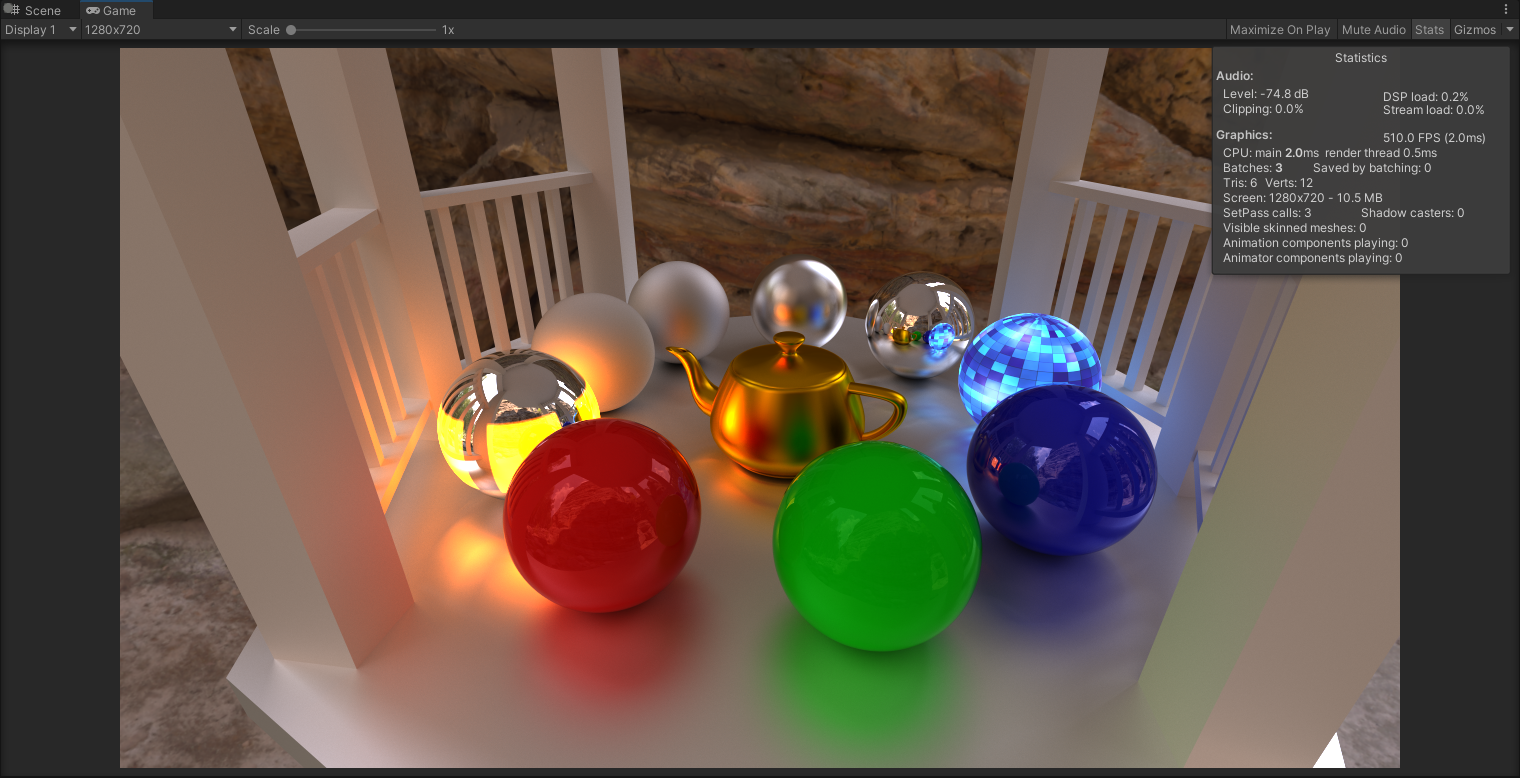 Scene Game
Display 1 1280x720 Scale 1x Maximize On Play Mute Audio Stats Gizmos
Statistics
Audio:
Level: -74.8 dB DSP load: 0.2%
Clipping: 0.0% Stream load: 0.0%
Graphics: 510.0 FPS (2.0ms)
CPU: main 2.0ms render thread 0.5ms
Batches: 3 Saved by batching: 0
Tris: 6 Verts: 12
Screen: 1280x720 - 10.5 MB
SetPass calls: 3 Shadow casters: 0
Visible skinned meshes: 0
Animation components playing: 0
Animator components playing: 0